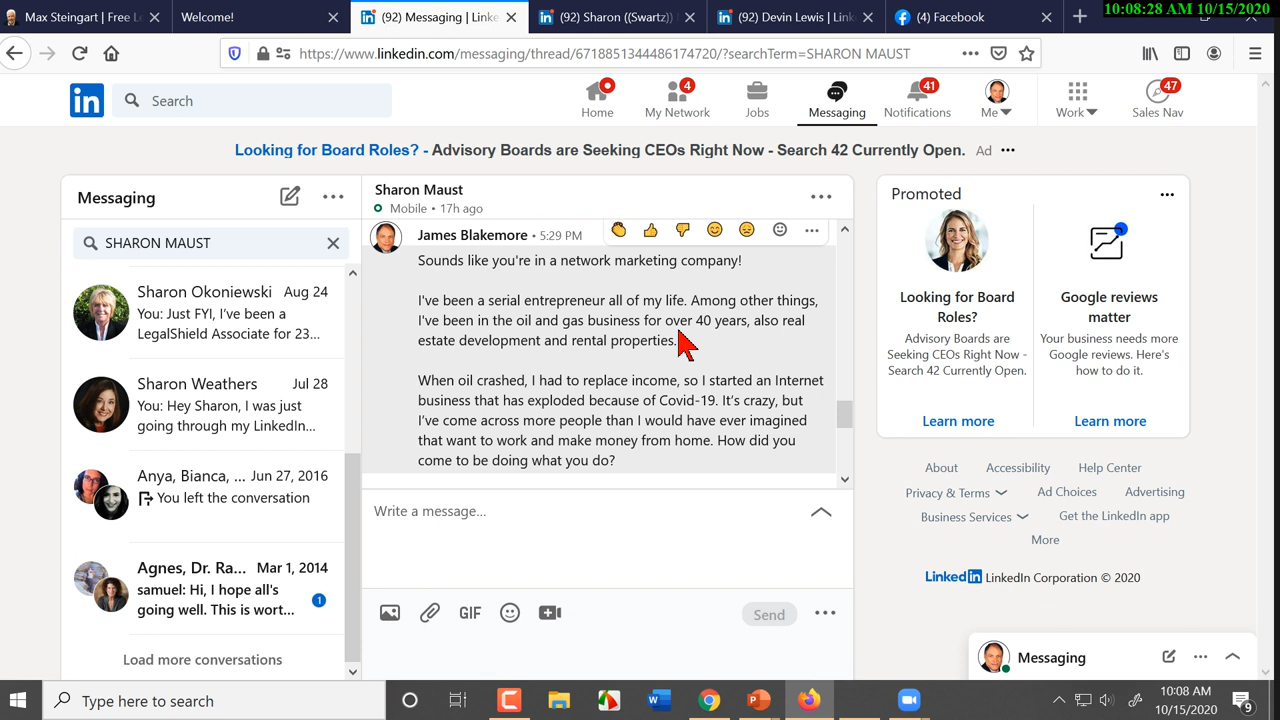 Max Steingart | Free L
Welcome!
(92) Messaging | Linke
(92) Sharon ((Swartz)
(92) Devin Lewis | Link
(4) Facebook
10:08:28 AM 10/15/2020
https://www.linkedin.com/messaging/thread/6718851344486174720/?searchTerm=SHARON MAUST
in
Search
Home
4
My Network
Jobs
Messaging
41
Notifications
Me
Work
47
Sales Nav
Looking for Board Roles? - Advisory Boards are Seeking CEOs Right Now - Search 42 Currently Open. Ad
Messaging
SHARON MAUST
Sharon Okoniewski Aug 24
You: Just FYI, I've been a
LegalShield Associate for 23...
Sharon Weathers Jul 28
You: Hey Sharon, I was just
going through my LinkedIn...
Anya, Bianca, ... Jun 27, 2016
You left the conversation
Agnes, Dr. Ra... Mar 1, 2014
samuel: Hi, I hope all's
going well. This is wort...
1
Load more conversations
Sharon Maust
Mobile • 17h ago
James Blakemore • 5:29 PM
Sounds like you're in a network marketing company!
I've been a serial entrepreneur all of my life. Among other things,
I've been in the oil and gas business for over 40 years, also real
estate development and rental properties.
When oil crashed, I had to replace income, so I started an Internet
business that has exploded because of Covid-19. It's crazy, but
I've come across more people than I would have ever imagined
that want to work and make money from home. How did you
come to be doing what you do?
Write a message...
GIF
Send
Promoted
Looking for Board
Roles?
Advisory Boards are
Seeking CEOs Right Now -
Search 42 Currently Open.
Learn more
Google reviews
matter
Your business needs more
Google reviews. Here's
how to do it.
Learn more
About Accessibility Help Center
Privacy & Terms Ad Choices Advertising
Business Services Get the LinkedIn app
More
Linkedin LinkedIn Corporation © 2020
Messaging
Type here to search
10:08 AM
10/15/2020
9